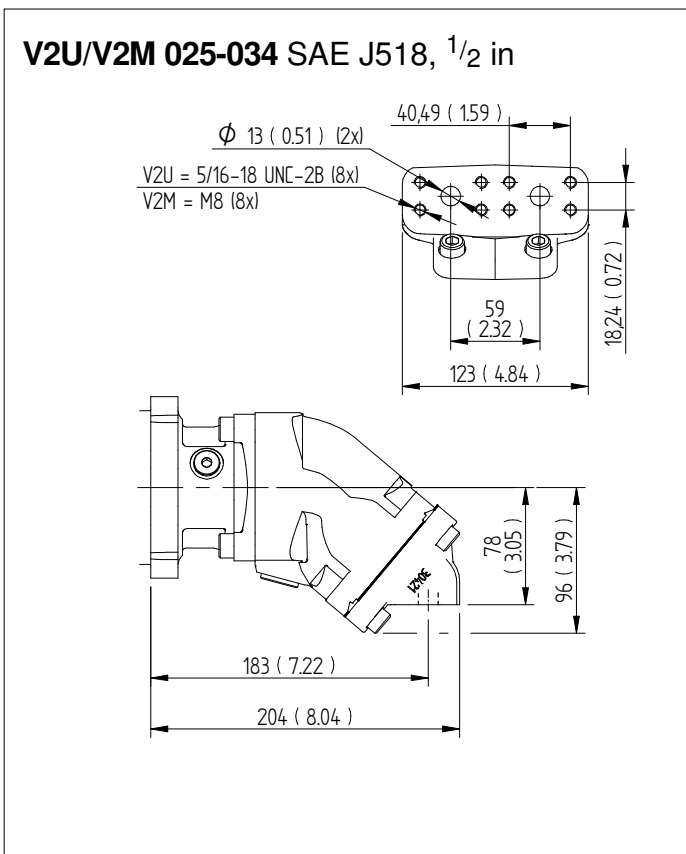 V2U/V2M 025-034 SAE J518, 1/2 in
40,49 ( 1.59 )
ϕ 13 ( 0.51 ) (2x)
V2U = 5/16-18 UNC-2B (8x)
V2M = M8 (8x)
18,24 ( 0.72 )
59
( 2.32 )
123 ( 4.84 )
78
( 3.05 )
96 ( 3.79 )
30421
183 ( 7.22 )
204 ( 8.04 )